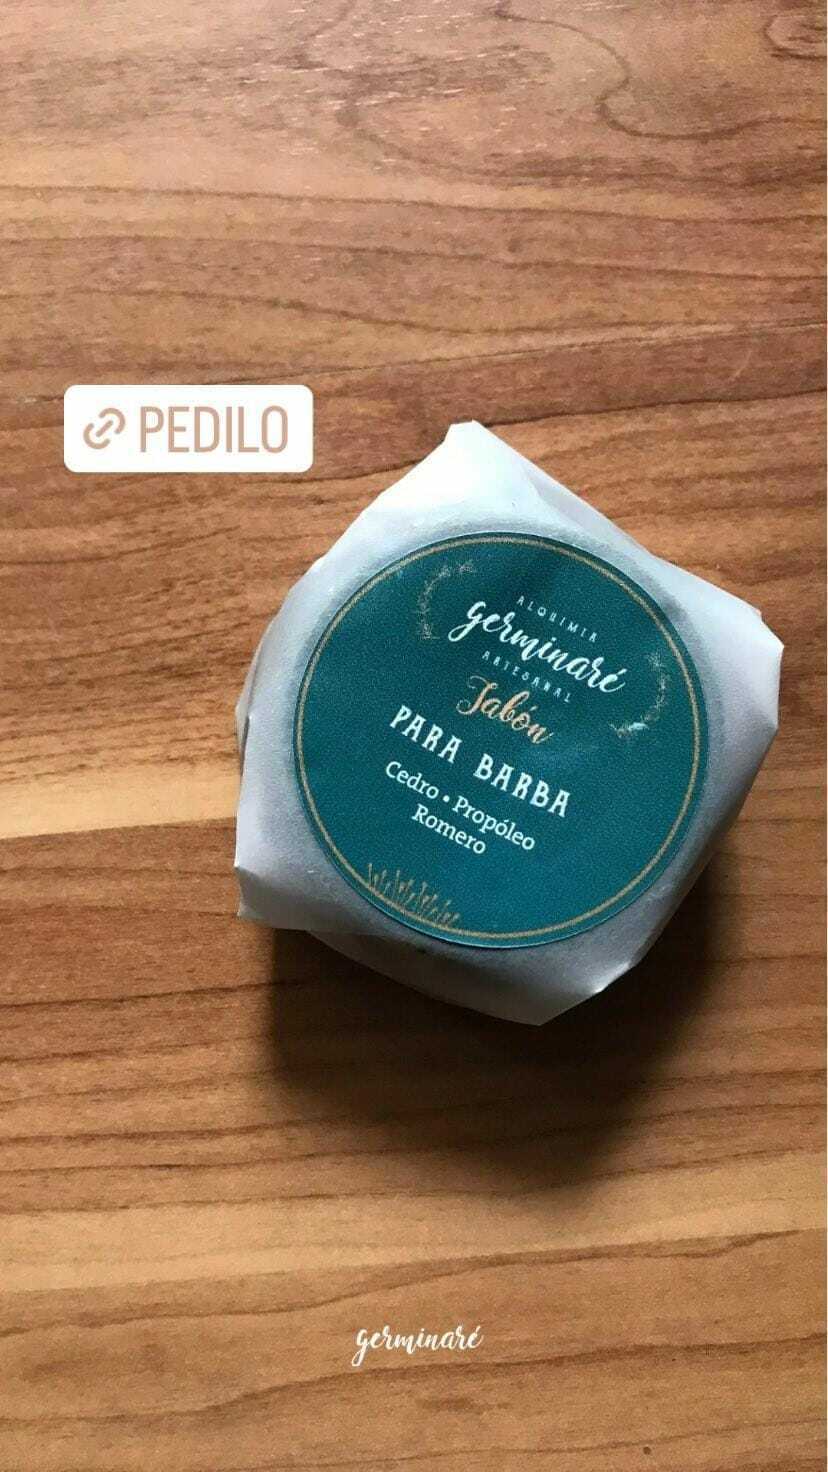 PEDILO
ALQUIMIA
germinaré
ARTESANAL
Jabón
PARA BARBA
Cedro • Propóleo
Romero
germinaré